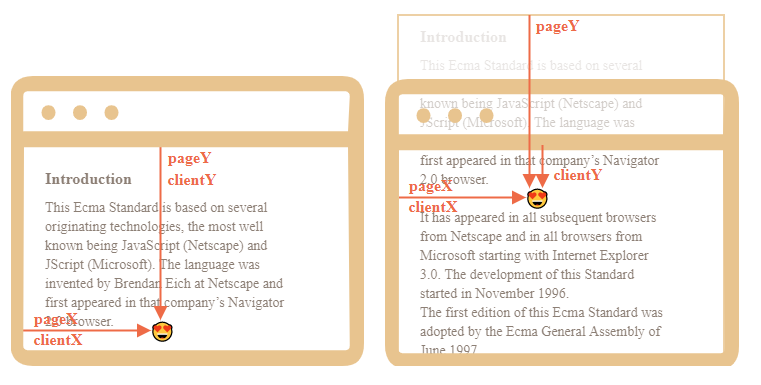 pageY
clientY
Introduction
This Ecma Standard is based on several
originating technologies, the most well
known being JavaScript (Netscape) and
JScript (Microsoft). The language was
invented by Brendan Eich at Netscape and
first appeared in that company’s Navigator
browser.
pageX
clientX
pageY
Introduction
This Ecma Standard is based on several
known being JavaScript (Netscape) and
JScript (Microsoft). The language was
first appeared in that company’s Navigator
2.0 browser.
clientY
pageX
clientX
It has appeared in all subsequent browsers
from Netscape and in all browsers from
Microsoft starting with Internet Explorer
3.0. The development of this Standard
started in November 1996.
The first edition of this Ecma Standard was
adopted by the Ecma General Assembly of
June 1997.